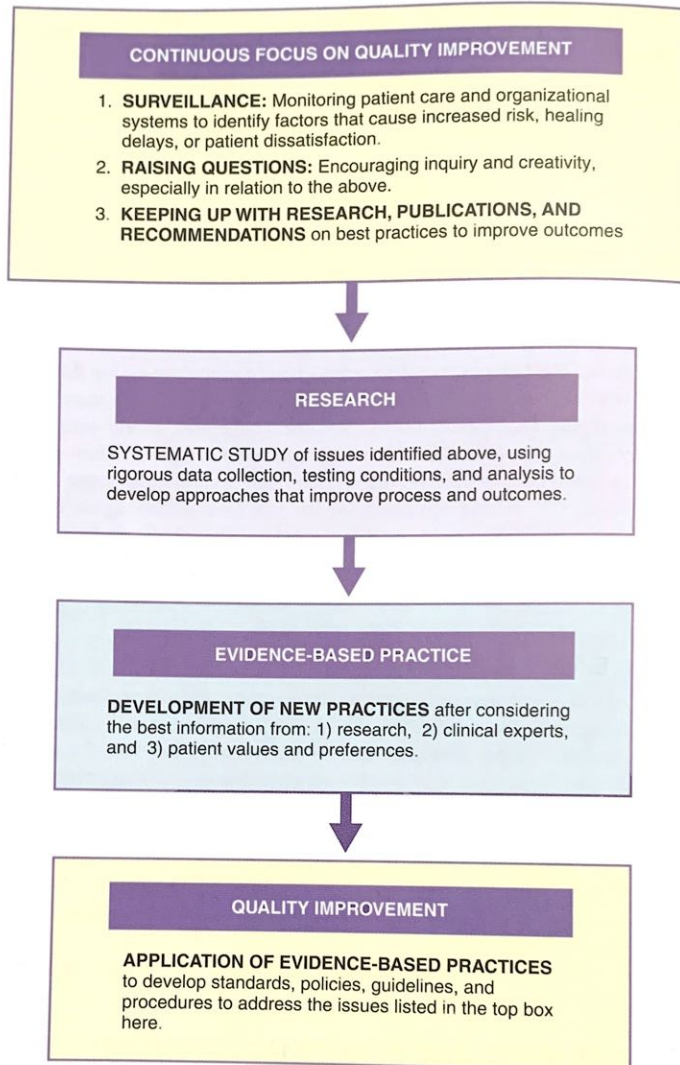 CONTINUOUS FOCUS ON QUALITY IMPROVEMENT
1. SURVEILLANCE: Monitoring patient care and organizational
systems to identify factors that cause increased risk, healing
delays, or patient dissatisfaction.
2. RAISING QUESTIONS: Encouraging inquiry and creativity,
especially in relation to the above.
3. KEEPING UP WITH RESEARCH, PUBLICATIONS, AND
RECOMMENDATIONS on best practices to improve outcomes
RESEARCH
SYSTEMATIC STUDY of issues identified above, using
rigorous data collection, testing conditions, and analysis to
develop approaches that improve process and outcomes.
EVIDENCE-BASED PRACTICE
DEVELOPMENT OF NEW PRACTICES after considering
the best information from: 1) research, 2) clinical experts,
and 3) patient values and preferences.
QUALITY IMPROVEMENT
APPLICATION OF EVIDENCE-BASED PRACTICES
to develop standards, policies, guidelines, and
procedures to address the issues listed in the top box
here.